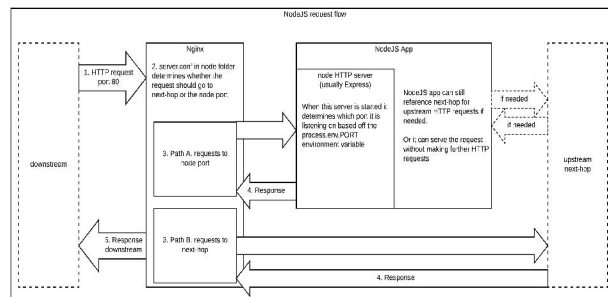 NodeJS request flow
Nginx
NodeJS App
1. HTTP request
port: 80
2. server.conf in node folder
determines whether the
request should go to
next-hop or the node port:
node HTTP server
(usually Express)
When this server is started it
determines which port it is
listening on based off the
process.env.PORT
environment variable
NodeJS app can still
reference next-hop for
upstream HTTP requests if
needed.
Or it can serve the request
without making further HTTP
requests
if needed
if needed
3. Path A. requests to
node port
4. Response
downstream
upstream
next-hop
5. Response
downstream
3. Path B. requests to
next-hop
4. Response